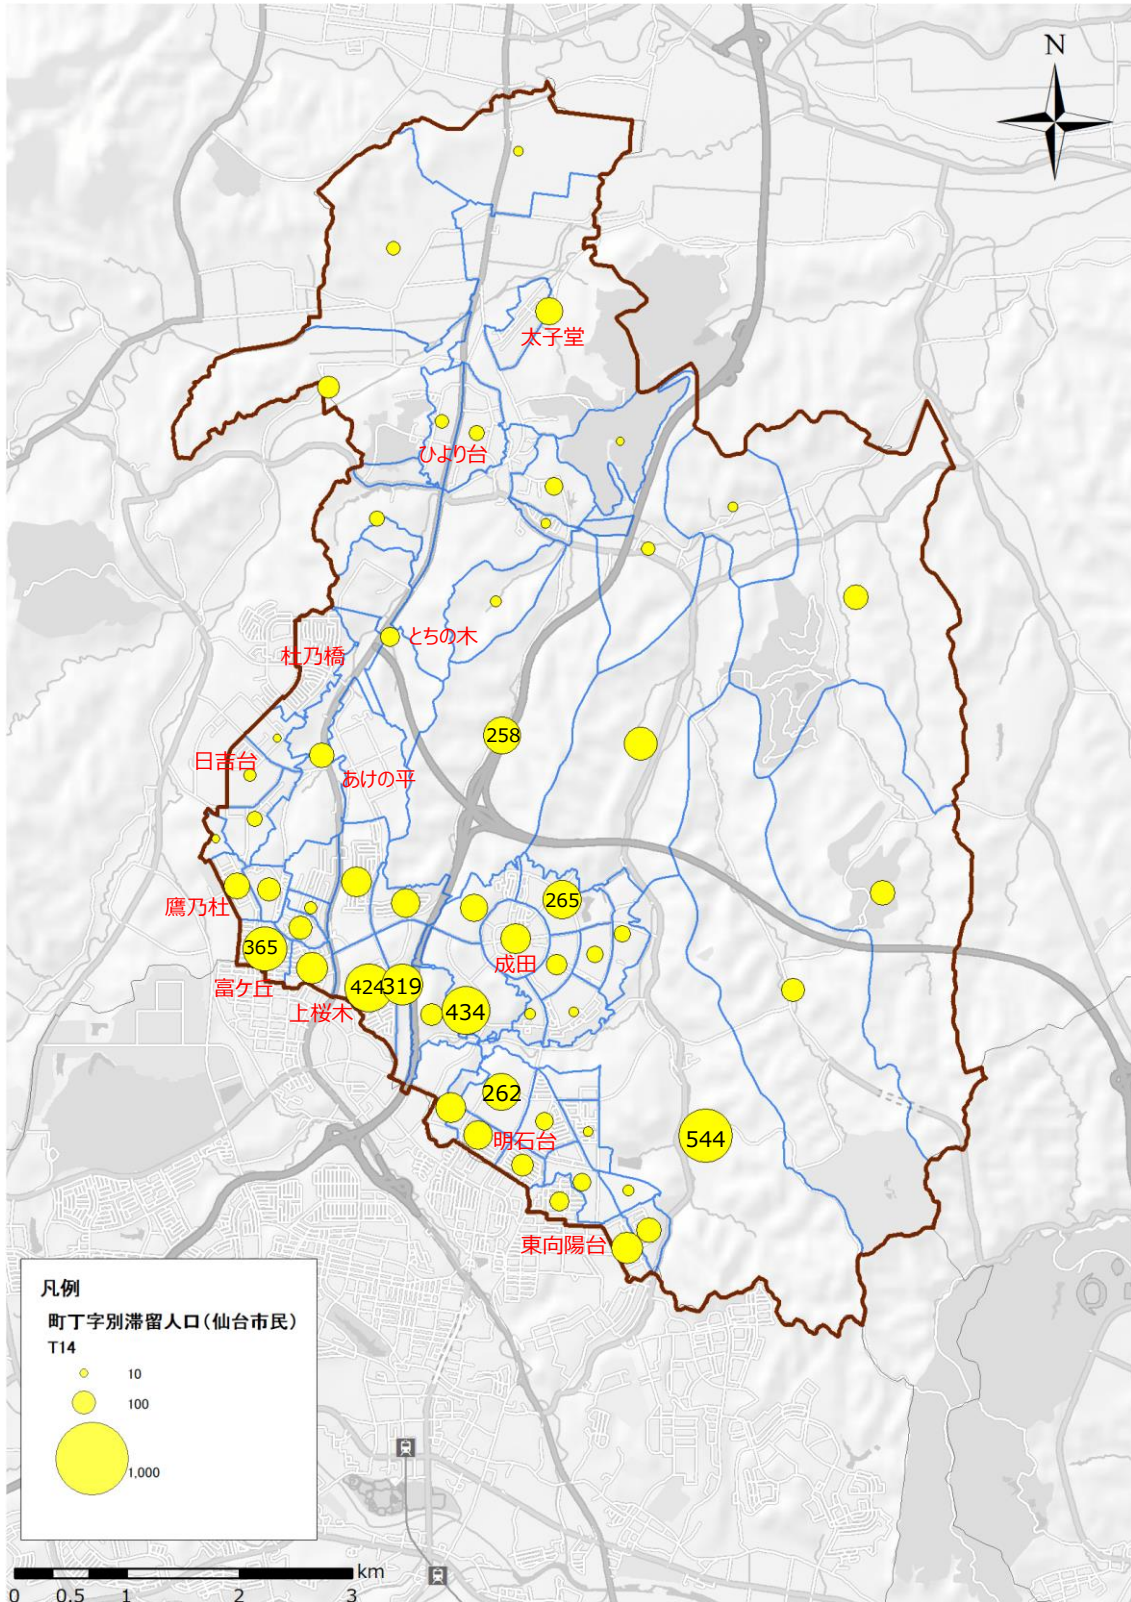 N
太子堂
ひより台
とちの木
杜乃橋
258
日吉台
あけの平
鷹乃杜
265
365
成田
富ケ丘
424
319
上桜木
434
262
明石台
544
東向陽台
凡例
町丁字別滞留人口(仙台市民)
T14
10
100
1,000
km
0 0.5 1 2 3